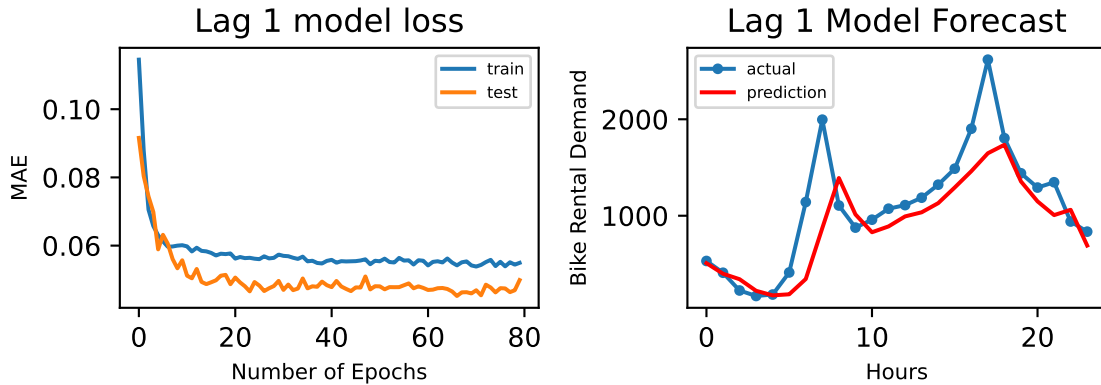 Lag 1 model loss
MAE
0.10
0.08
0.06
train
test
0
20
40
60
80
Number of Epochs
Lag 1 Model Forecast
Bike Rental Demand
2000
1000
actual
prediction
0
10
20
Hours